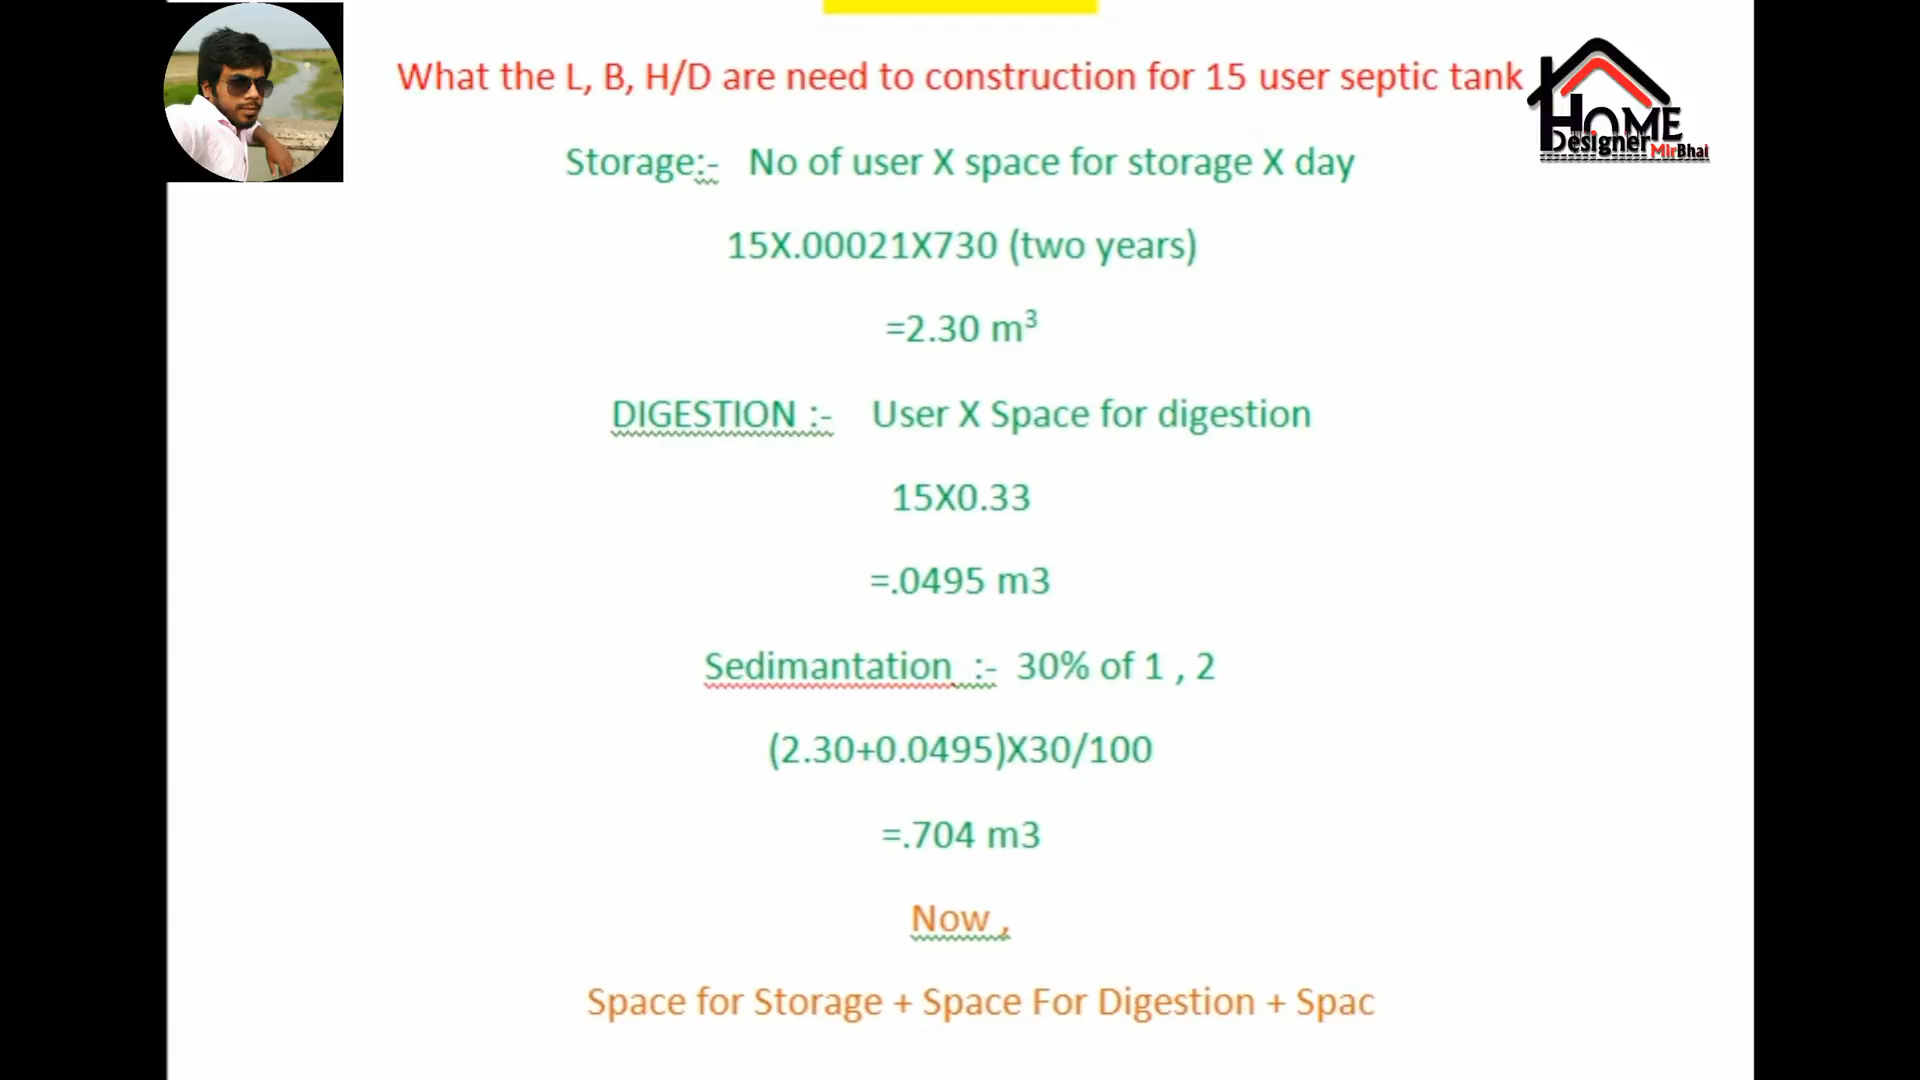 What the L, B, H/D are need to construction for 15 user septic tank
HOME
Designer MIrBhai
Storage:- No of user X space for storage X day
15X.00021X730 (two years)
=2.30 m³
DIGESTION :- User X Space for digestion
15X0.33
=.0495 m3
Sedimantation :- 30% of 1 , 2
(2.30+0.0495)X30/100
=.704 m3
Now ,
Space for Storage + Space For Digestion + Spac